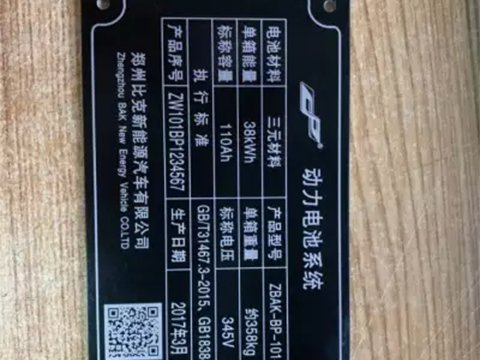 动力电池系统
电池材料 三元材料 产品型号 ZBAK-BP-101
单箱能量 38kWh 单箱重量 约358kg
标称容量 110Ah 标称电压 345V
执行标准 GB/T31467.3-2015、GB1838
产品序号 ZW101BP1234567 生产日期 2017年3月
郑州比克新能源汽车有限公司
Zhengzhou BAK New Energy Vehicle CO.LTD